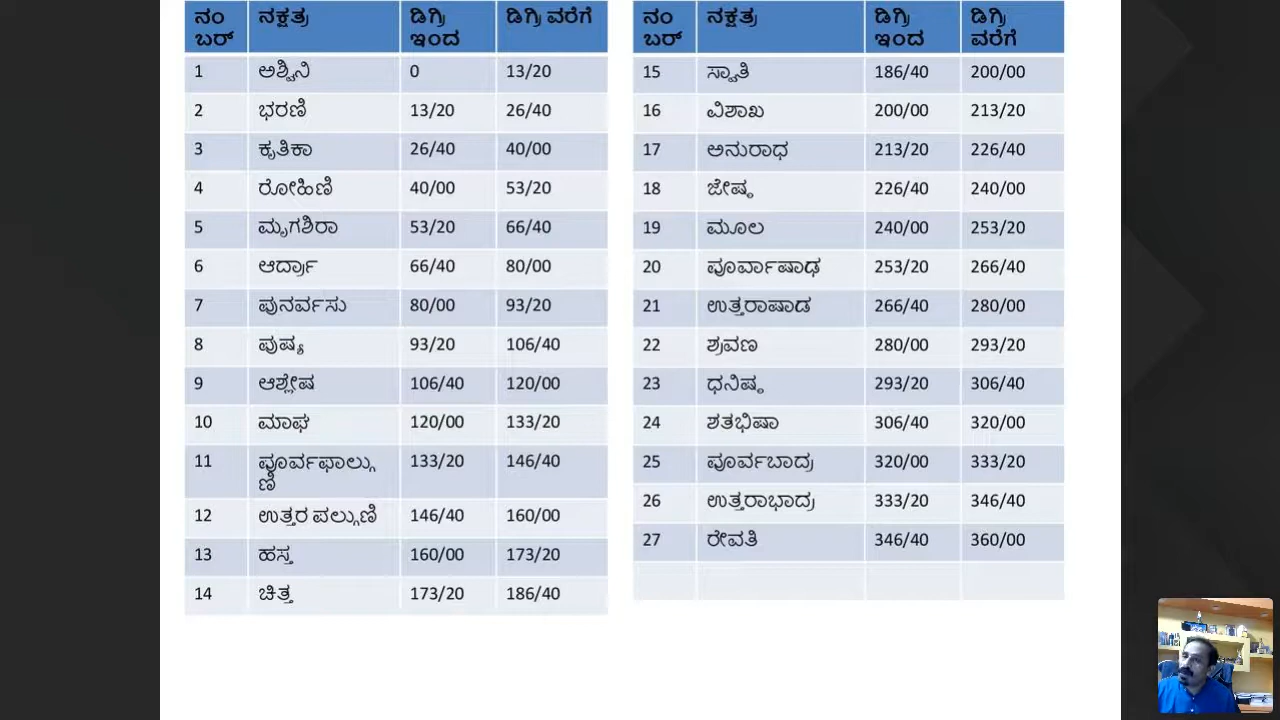 ನಂ ನಕ್ಷತ್ರ ಡಿಗ್ರಿ ಡಿಗ್ರಿ ವರೆಗೆ
ಬರ್ ಇಂದ
1 ಅಶ್ವಿನಿ 0 13/20
2 ಭರಣಿ 13/20 26/40
3 ಕೃತಿಕಾ 26/40 40/00
4 ರೋಹಿಣಿ 40/00 53/20
5 ಮೃಗಶಿರಾ 53/20 66/40
6 ಆರ್ದ್ರಾ 66/40 80/00
7 ಪುನರ್ವಸು 80/00 93/20
8 ಪುಷ್ಯ 93/20 106/40
9 ಆಶ್ಲೇಷ 106/40 120/00
10 ಮಾಘ 120/00 133/20
11 ಪೂರ್ವಫಾಲ್ಗು 133/20 146/40
ಣಿ
12 ಉತ್ತರ ಪಲ್ಗುಣಿ 146/40 160/00
13 ಹಸ್ತ 160/00 173/20
14 ಚಿತ್ತ 173/20 186/40
ನಂ ನಕ್ಷತ್ರ ಡಿಗ್ರಿ ಡಿಗ್ರಿ
ಬರ್ ಇಂದ ವರೆಗೆ
15 ಸ್ವಾತಿ 186/40 200/00
16 ವಿಶಾಖ 200/00 213/20
17 ಅನುರಾಧ 213/20 226/40
18 ಜೇಷ್ಠ 226/40 240/00
19 ಮೂಲ 240/00 253/20
20 ಪೂರ್ವಾಷಾಢ 253/20 266/40
21 ಉತ್ತರಾಷಾಡ 266/40 280/00
22 ಶ್ರವಣ 280/00 293/20
23 ಧನಿಷ್ಠ 293/20 306/40
24 ಶತಭಿಷಾ 306/40 320/00
25 ಪೂರ್ವಬಾದ್ರ 320/00 333/20
26 ಉತ್ತರಾಭಾದ್ರ 333/20 346/40
27 ರೇವತಿ 346/40 360/00